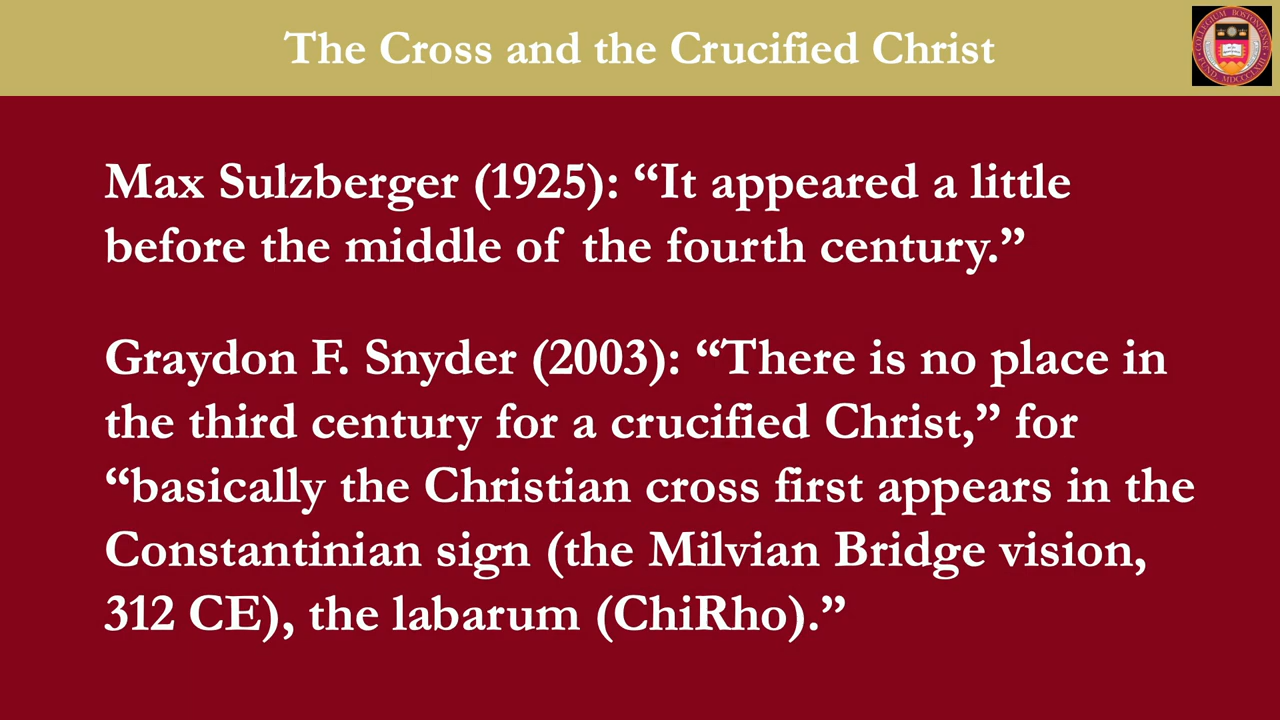 The Cross and the Crucified Christ
Max Sulzberger (1925): “It appeared a little
before the middle of the fourth century.”
Graydon F. Snyder (2003): “There is no place in
the third century for a crucified Christ,” for
“basically the Christian cross first appears in the
Constantinian sign (the Milvian Bridge vision,
312 CE), the labarum (ChiRho).”